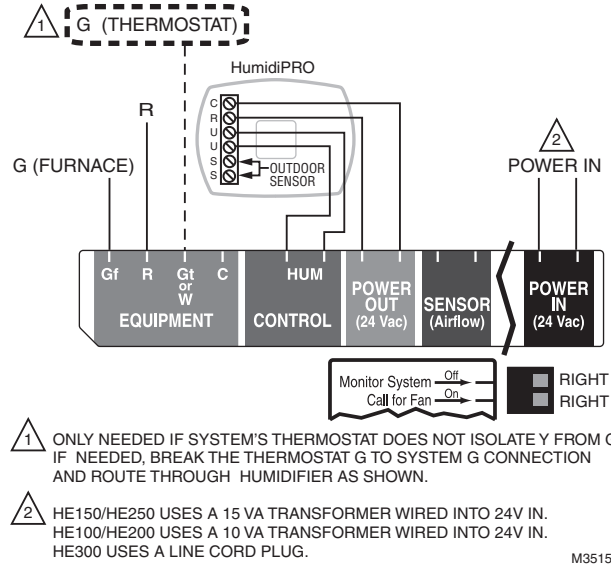 1 G (THERMOSTAT)
HumidiPRO
C
R
U
U
S
S
OUTDOOR
SENSOR
R
G (FURNACE)
2
POWER IN
Gf R Gt or W C
EQUIPMENT
HUM
CONTROL
POWER
OUT
(24 Vac)
SENSOR
(Airflow)
POWER
IN
(24 Vac)
Monitor System Off
Call for Fan On
RIGHT
RIGHT
1 ONLY NEEDED IF SYSTEM'S THERMOSTAT DOES NOT ISOLATE Y FROM
IF NEEDED, BREAK THE THERMOSTAT G TO SYSTEM G CONNECTION
AND ROUTE THROUGH HUMIDIFIER AS SHOWN.
2 HE150/HE250 USES A 15 VA TRANSFORMER WIRED INTO 24V IN.
HE100/HE200 USES A 10 VA TRANSFORMER WIRED INTO 24V IN.
HE300 USES A LINE CORD PLUG.
M3515